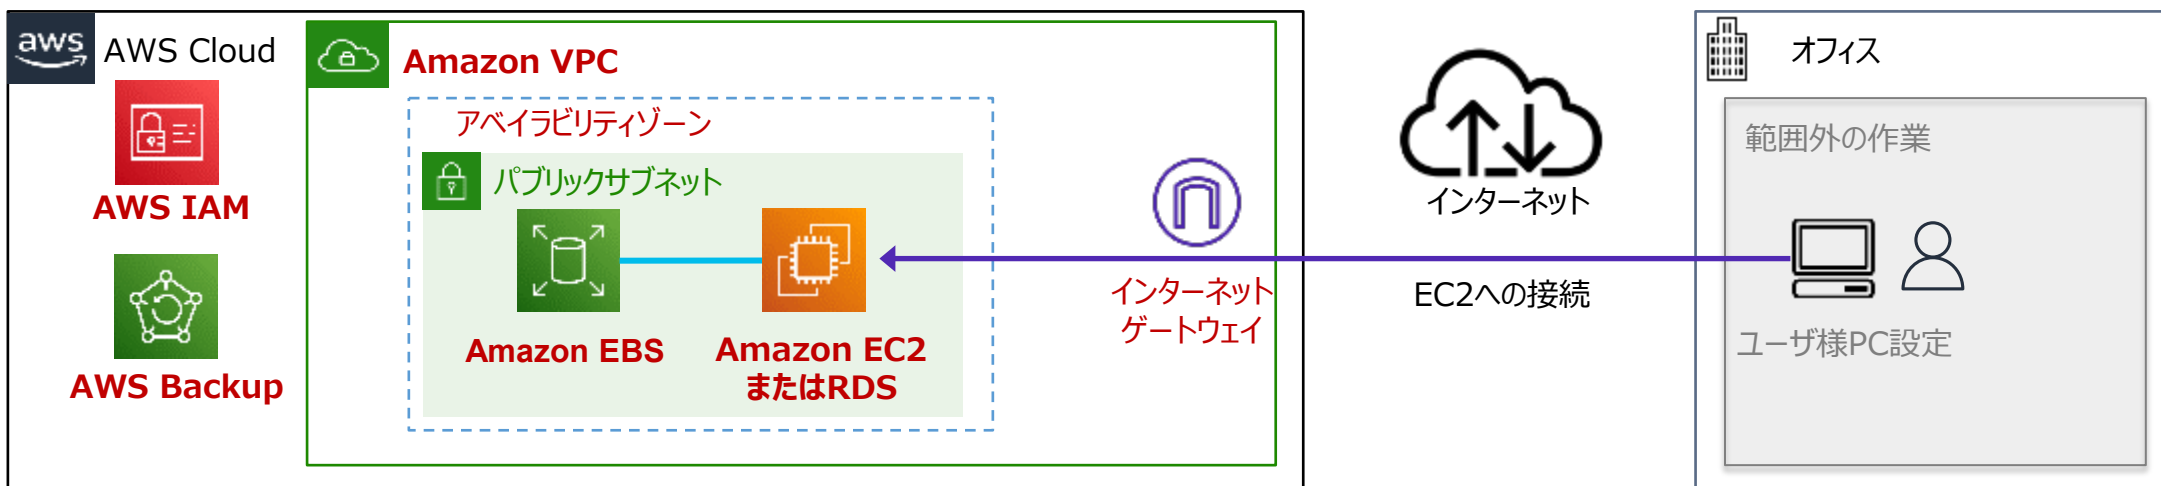 aws
AWS Cloud
AWS IAM
AWS Backup
Amazon VPC
アベイラビリティゾーン
パブリックサブネット
Amazon EBS
Amazon EC2
またはRDS
インターネット
ゲートウェイ
インターネット
EC2への接続
オフィス
範囲外の作業
ユーザ様PC設定